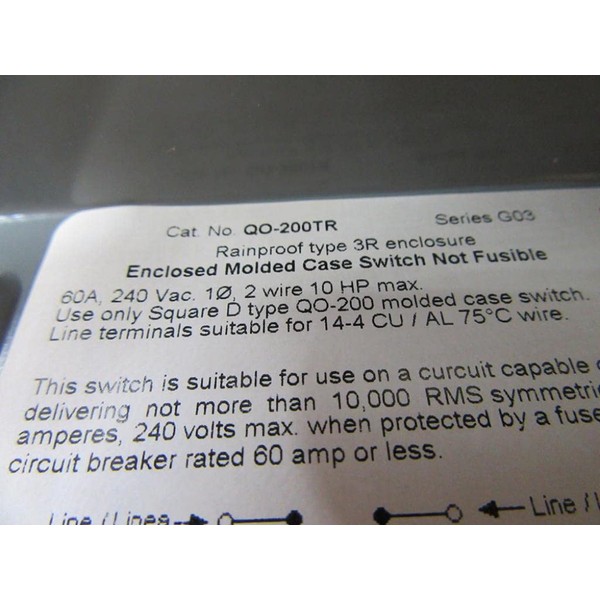 Cat. No. QO-200TR Series G03
Rainproof type 3R enclosure
Enclosed Molded Case Switch Not Fusible
60A, 240 Vac. 1Ø, 2 wire 10 HP max.
Use only Square D type QO-200 molded case switch.
Line terminals suitable for 14-4 CU / AL 75°C wire.
This switch is suitable for use on a curcuit capable
delivering not more than 10,000 RMS symmetric
amperes, 240 volts max. when protected by a fuse
circuit breaker rated 60 amp or less.
Line / Lines Line /